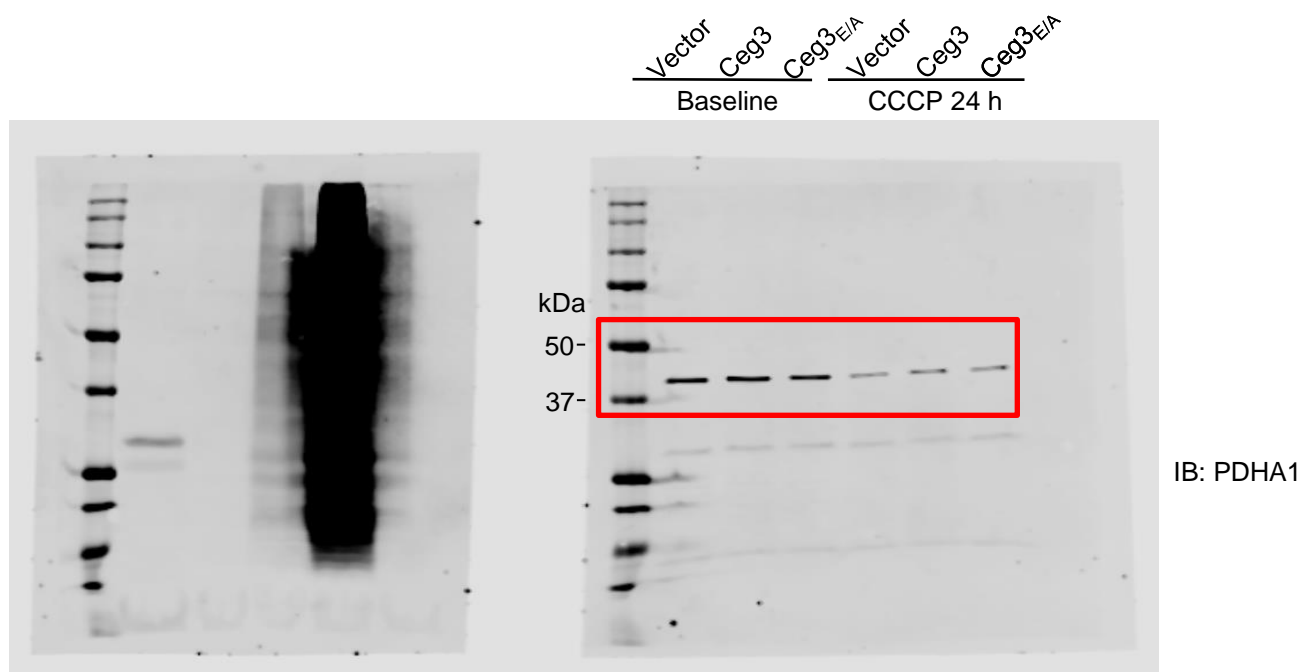 Vector Ceg3 Ceg3E/A Vector Ceg3 Ceg3E/A
Baseline CCCP 24 h
kDa
50-
37-
IB: PDHA1